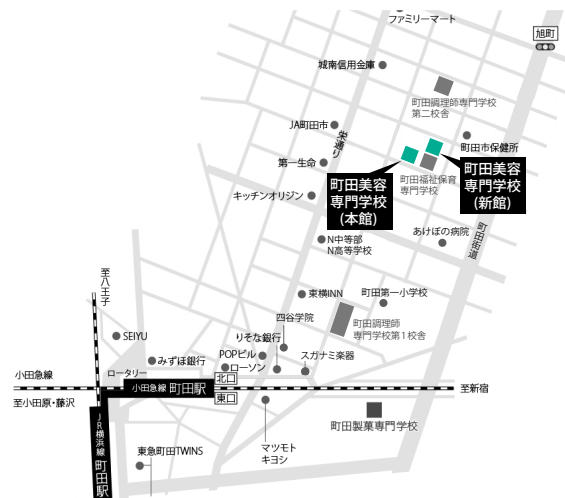 ファミリーマート
旭町
城南信用金庫
町田調理師専門学校
第二校舎
JA町田市
栄通り
町田市保健所
第一生命
町田福祉保育
専門学校
町田美容
専門学校
(本館)
町田美容
専門学校
(新館)
キッチンオリジン
町田街道
N中等部
N高等学校
あけぼの病院
至八王子
東横INN
町田第一小学校
四谷学院
町田調理師
専門学校第1校舎
SEIYU
りそな銀行
POPビル
スガナミ楽器
みずほ銀行
ローソン
ロータリー
小田急線
小田急線 町田駅
北口
東口
至新宿
至小田原・藤沢
JR横浜線 町田駅
町田製菓専門学校
マツモト
キヨシ
東急町田TWINS